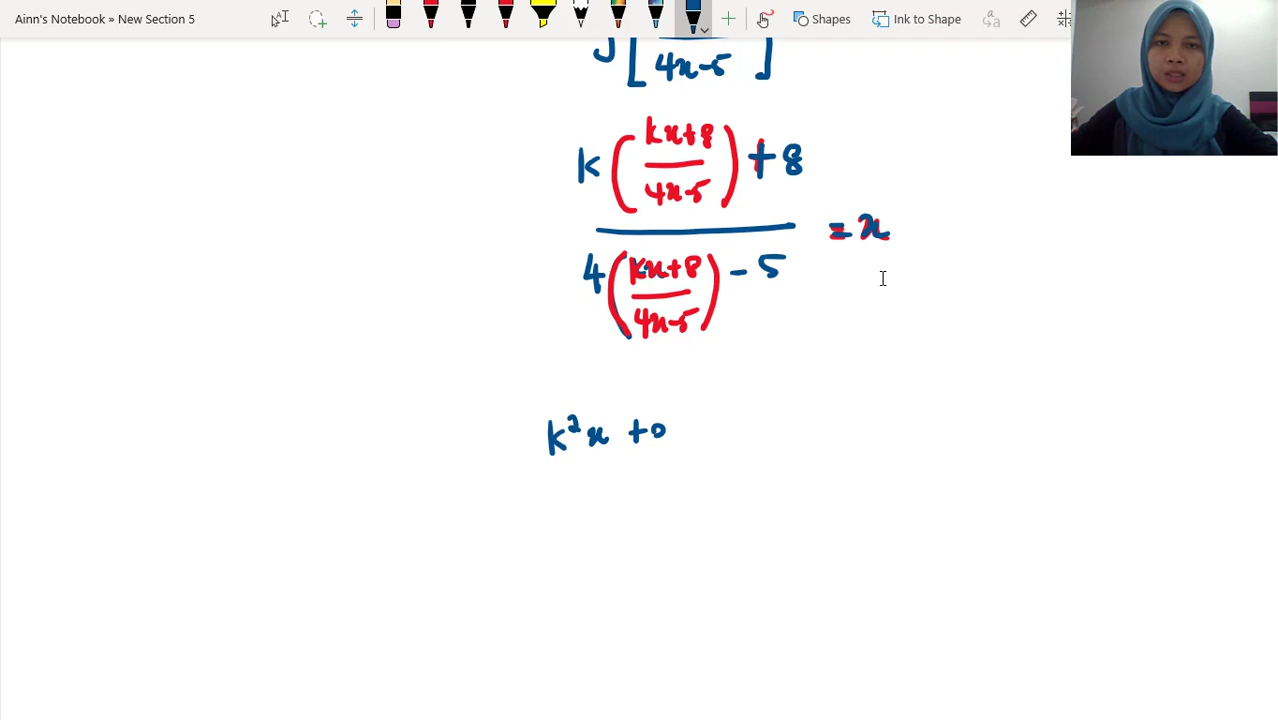 Ainn's Notebook » New Section 5
Shapes
Ink to Shape
4x-5
k(kx+8/4x-5)+8
= x
4(kx+8/4x-5)-5
k²x +